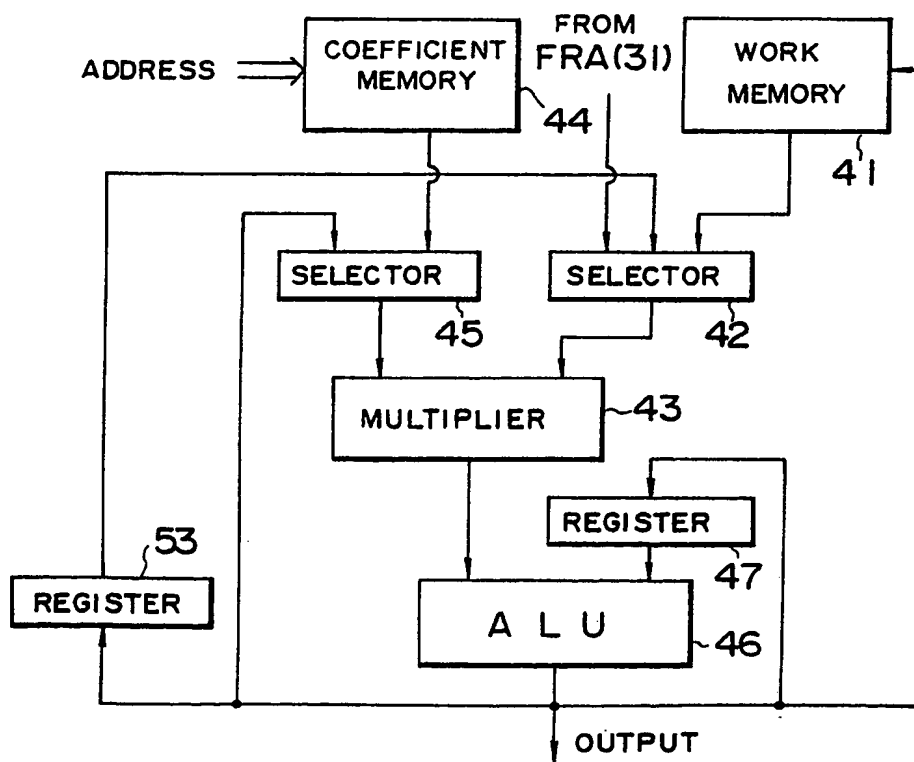 FROM
FRA(31)
COEFFICIENT
MEMORY
44
WORK
MEMORY
41
ADDRESS
SELECTOR
45
SELECTOR
42
MULTIPLIER
43
REGISTER
47
53
REGISTER
ALU
46
OUTPUT